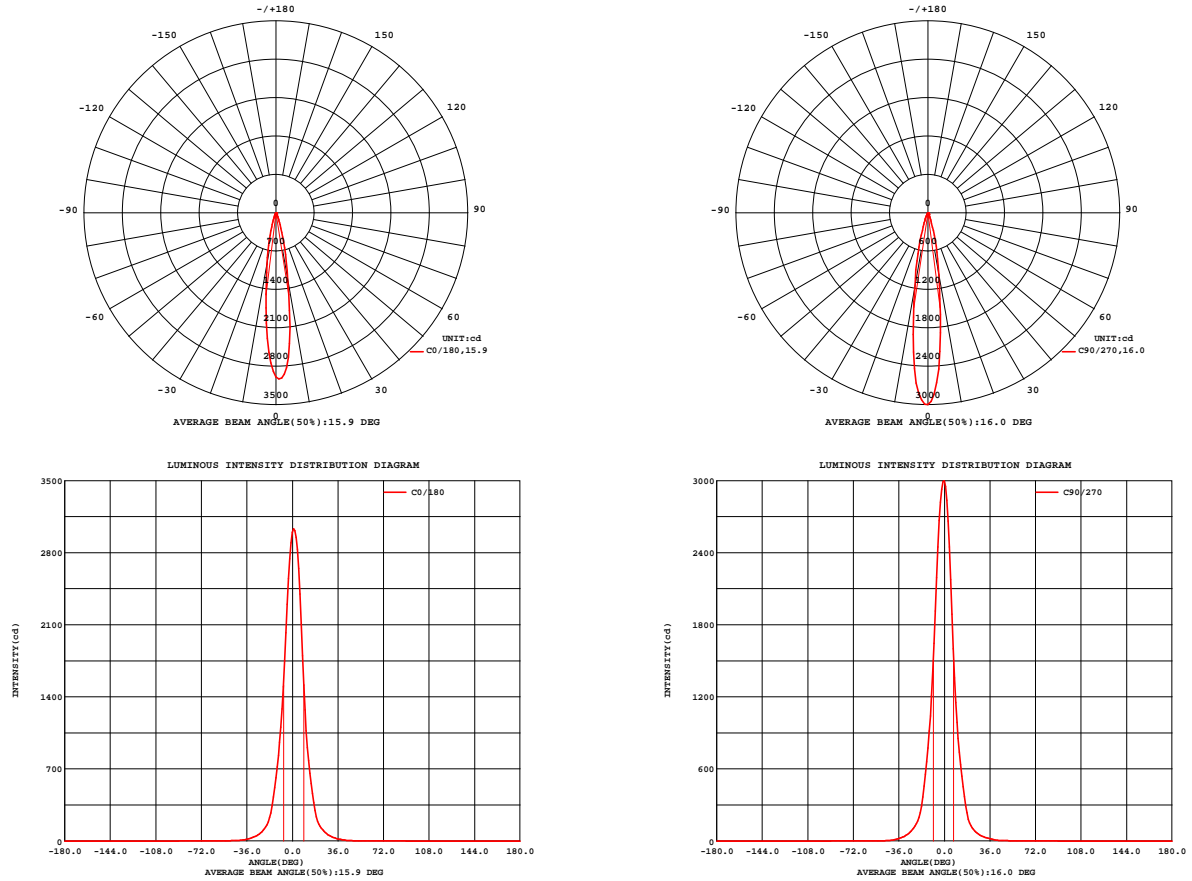 -/+180
-150
150
-120
120
-90
90
0
700
1400
2100
2800
3500
-60
60
-30
30
0
UNIT:cd
C0/180,15.9
AVERAGE BEAM ANGLE(50%):15.9 DEG
-/+180
-150
150
-120
120
-90
90
0
600
1200
1800
2400
3000
-60
60
-30
30
0
UNIT:cd
C90/270,16.0
AVERAGE BEAM ANGLE(50%):16.0 DEG
LUMINOUS INTENSITY DISTRIBUTION DIAGRAM
C0/180
3500
2800
2100
1400
700
0
INTENSITY(cd)
-180.0 -144.0 -108.0 -72.0 -36.0 0.0 36.0 72.0 108.0 144.0 180.0
ANGLE(DEG)
AVERAGE BEAM ANGLE(50%):15.9 DEG
LUMINOUS INTENSITY DISTRIBUTION DIAGRAM
C90/270
3000
2400
1800
1200
600
0
INTENSITY(cd)
-180.0 -144.0 -108.0 -72.0 -36.0 0.0 36.0 72.0 108.0 144.0 180.0
ANGLE(DEG)
AVERAGE BEAM ANGLE(50%):16.0 DEG